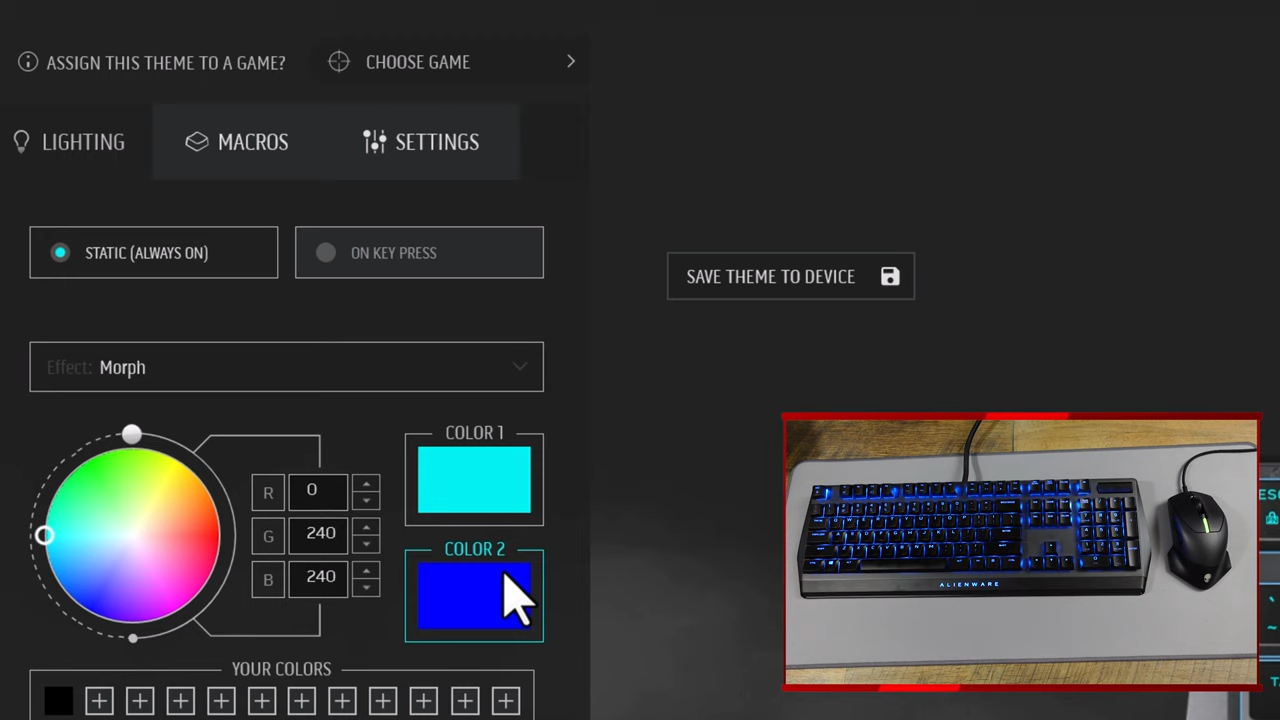 ASSIGN THIS THEME TO A GAME?
CHOOSE GAME
LIGHTING
MACROS
SETTINGS
STATIC (ALWAYS ON)
ON KEY PRESS
SAVE THEME TO DEVICE
Effect: Morph
COLOR 1
R 0
G 240
B 240
COLOR 2
YOUR COLORS
ALIENWARE
ESC